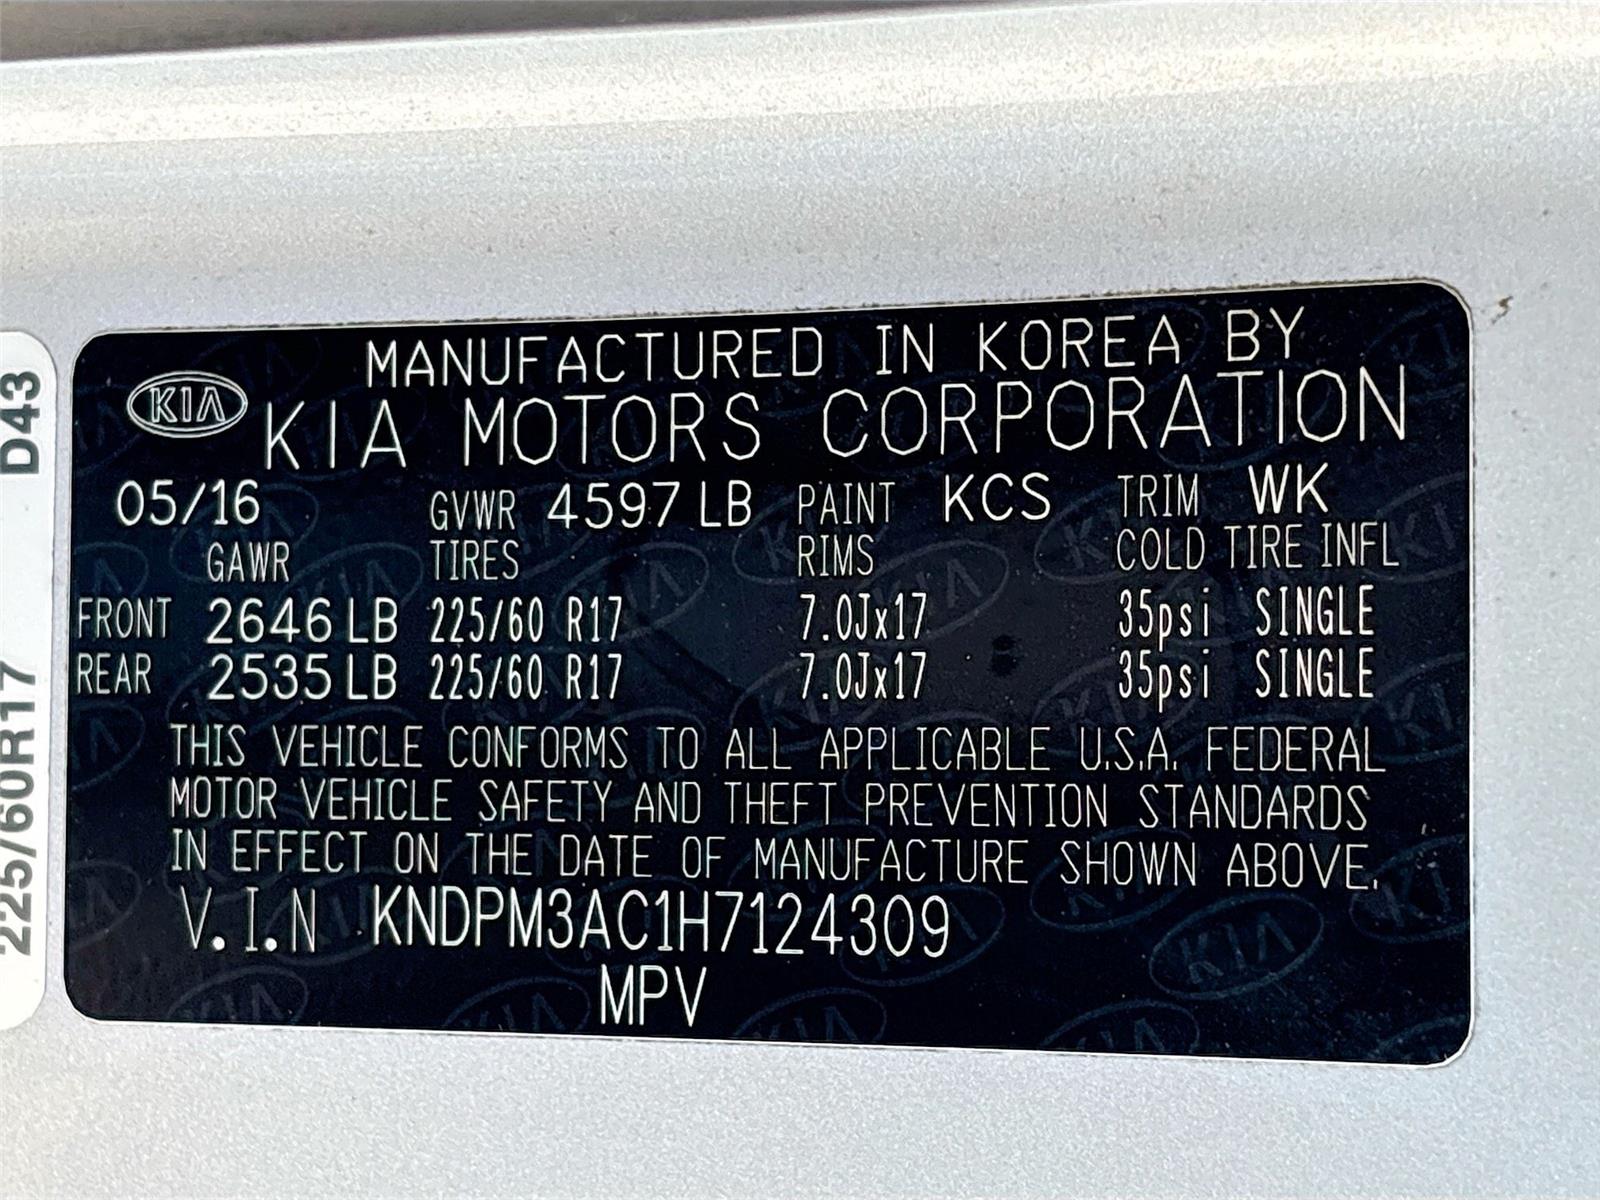 D43
225/60R17
KIA
MANUFACTURED IN KOREA BY
KIA MOTORS CORPORATION
05/16 GVWR 4597 LB PAINT KCS TRIM WK
GAWR TIRES RIMS COLD TIRE INFL
FRONT 2646 LB 225/60 R17 7.0Jx17 35psi SINGLE
REAR 2535 LB 225/60 R17 7.0Jx17 35psi SINGLE
THIS VEHICLE CONFORMS TO ALL APPLICABLE U.S.A. FEDERAL
MOTOR VEHICLE SAFETY AND THEFT PREVENTION STANDARDS
IN EFFECT ON THE DATE OF MANUFACTURE SHOWN ABOVE.
V.I.N KNDPM3AC1H7124309
MPV